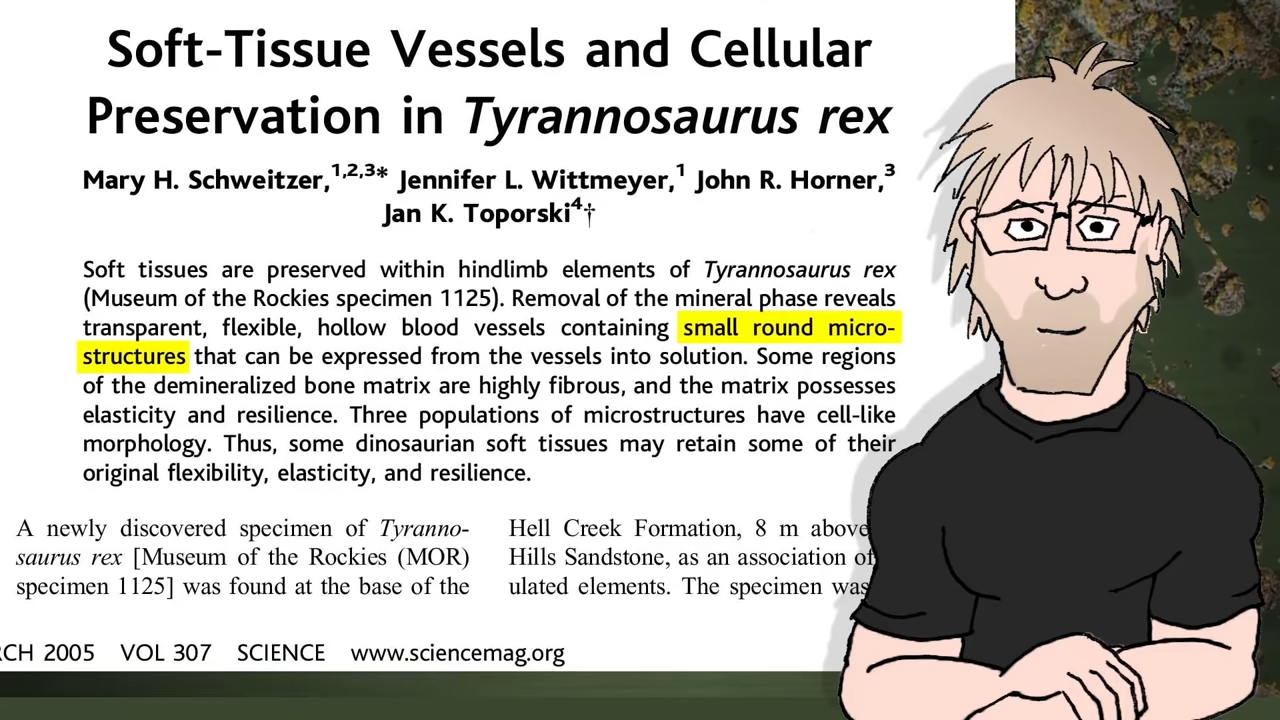 Soft-Tissue Vessels and Cellular
Preservation in Tyrannosaurus rex
Mary H. Schweitzer,1,2,3* Jennifer L. Wittmeyer,1 John R. Horner,3
Jan K. Toporski4†
Soft tissues are preserved within hindlimb elements of Tyrannosaurus rex
(Museum of the Rockies specimen 1125). Removal of the mineral phase reveals
transparent, flexible, hollow blood vessels containing small round micro-
structures that can be expressed from the vessels into solution. Some regions
of the demineralized bone matrix are highly fibrous, and the matrix possesses
elasticity and resilience. Three populations of microstructures have cell-like
morphology. Thus, some dinosaurian soft tissues may retain some of their
original flexibility, elasticity, and resilience.
A newly discovered specimen of Tyranno-
saurus rex [Museum of the Rockies (MOR)
specimen 1125] was found at the base of the
Hell Creek Formation, 8 m above
Hills Sandstone, as an association of
ulated elements. The specimen was
RCH 2005 VOL 307 SCIENCE www.sciencemag.org